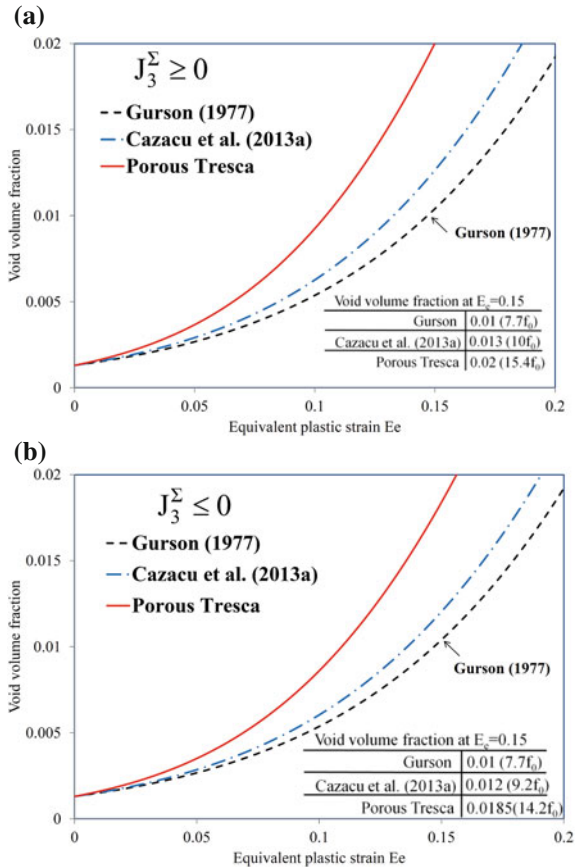 (a)
0.02
J₃^Σ ≥ 0
Gurson (1977)
Cazacu et al. (2013a)
Porous Tresca
0.015
0.01
0.005
0
Void volume fraction
Gurson (1977)
Void volume fraction at Eₑ=0.15
Gurson 0.01 (7.7f₀)
Cazacu et al. (2013a) 0.013 (10f₀)
Porous Tresca 0.02 (15.4f₀)
0 0.05 0.1 0.15 0.2
Equivalent plastic strain Ee
(b)
0.02
J₃^Σ ≤ 0
Gurson (1977)
Cazacu et al. (2013a)
Porous Tresca
0.015
0.01
0.005
0
Void volume fraction
Gurson (1977)
Void volume fraction at Eₑ=0.15
Gurson 0.01 (7.7f₀)
Cazacu et al. (2013a) 0.012 (9.2f₀)
Porous Tresca 0.0185(14.2f₀)
0 0.05 0.1 0.15 0.2
Equivalent plastic strain Ee